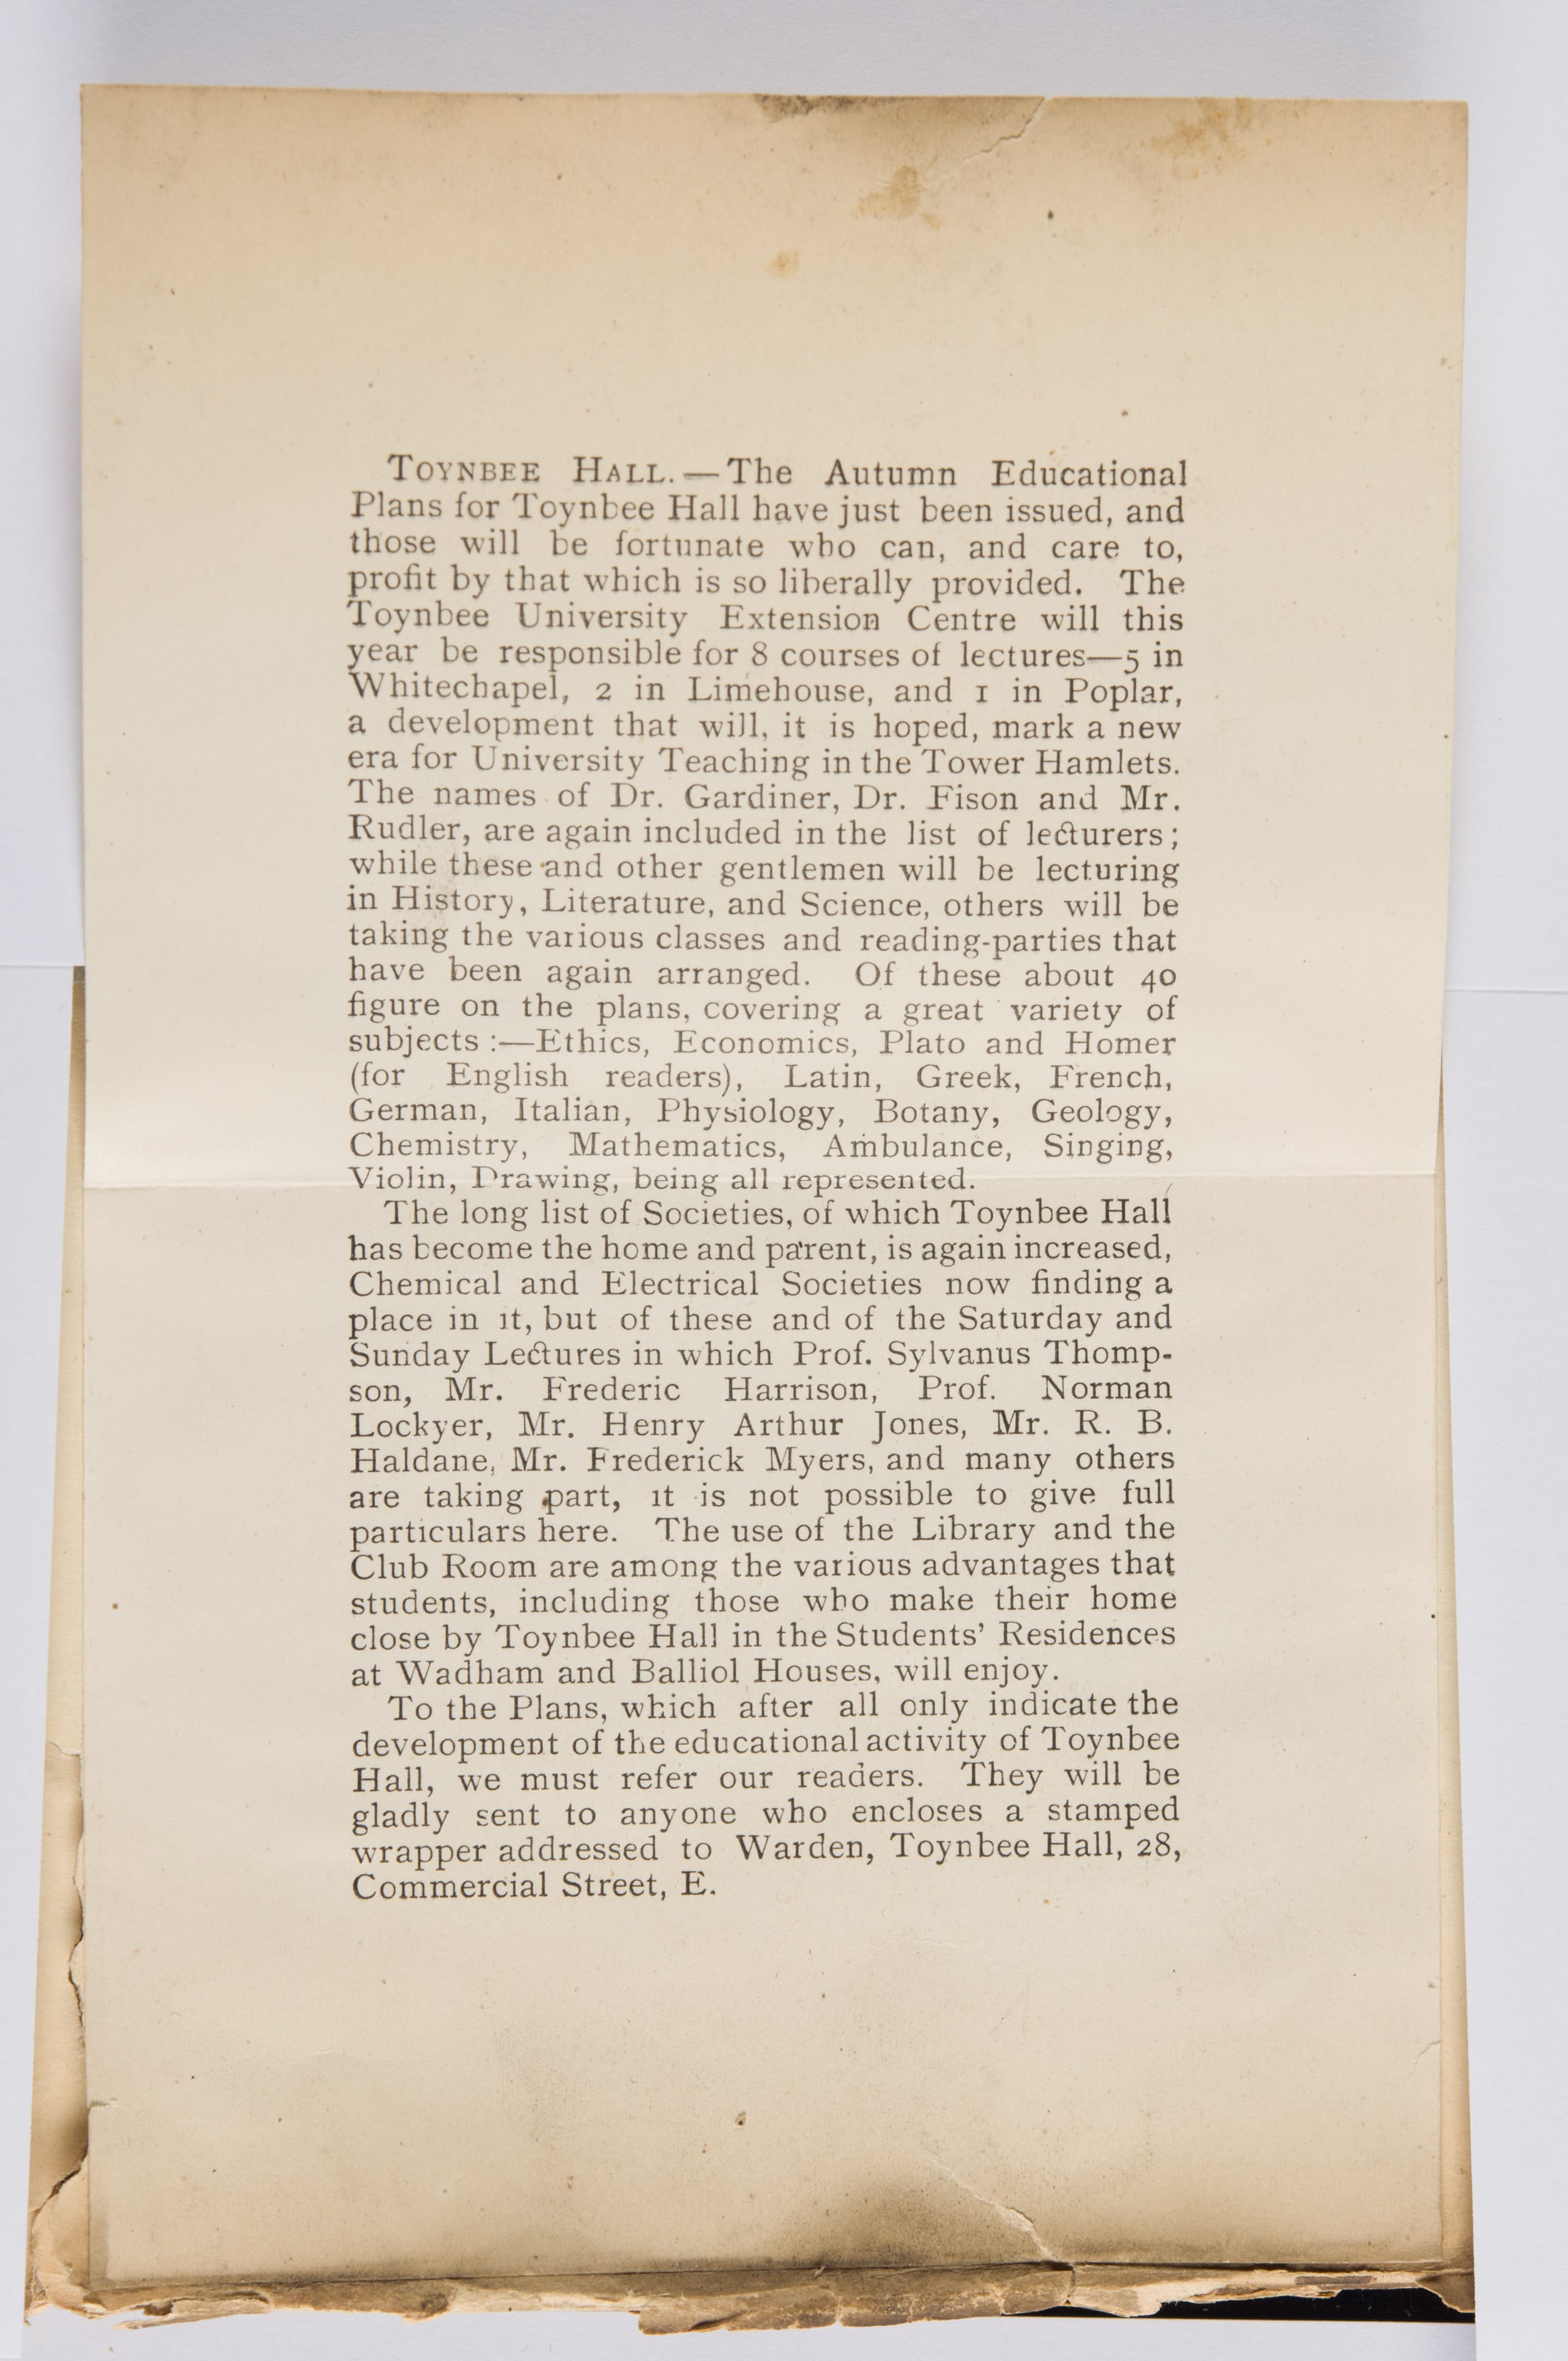 TOYNBEE HALL.—The Autumn Educational
Plans for Toynbee Hall have just been issued, and
those will be fortunate who can, and care to,
profit by that which is so liberally provided. The
Toynbee University Extension Centre will this
year be responsible for 8 courses of lectures—5 in
Whitechapel, 2 in Limehouse, and 1 in Poplar,
a development that will, it is hoped, mark a new
era for University Teaching in the Tower Hamlets.
The names of Dr. Gardiner, Dr. Fison and Mr.
Rudler, are again included in the list of lecturers;
while these and other gentlemen will be lecturing
in History, Literature, and Science, others will be
taking the various classes and reading-parties that
have been again arranged. Of these about 40
figure on the plans, covering a great variety of
subjects :—Ethics, Economics, Plato and Homer
(for English readers), Latin, Greek, French,
German, Italian, Physiology, Botany, Geology,
Chemistry, Mathematics, Ambulance, Singing,
Violin, Drawing, being all represented.
The long list of Societies, of which Toynbee Hall
has become the home and parent, is again increased,
Chemical and Electrical Societies now finding a
place in it, but of these and of the Saturday and
Sunday Lectures in which Prof. Sylvanus Thomp-
son, Mr. Frederic Harrison, Prof. Norman
Lockyer, Mr. Henry Arthur Jones, Mr. R. B.
Haldane, Mr. Frederick Myers, and many others
are taking part, it is not possible to give full
particulars here. The use of the Library and the
Club Room are among the various advantages that
students, including those who make their home
close by Toynbee Hall in the Students’ Residences
at Wadham and Balliol Houses, will enjoy.
To the Plans, which after all only indicate the
development of the educational activity of Toynbee
Hall, we must refer our readers. They will be
gladly sent to anyone who encloses a stamped
wrapper addressed to Warden, Toynbee Hall, 28,
Commercial Street, E.